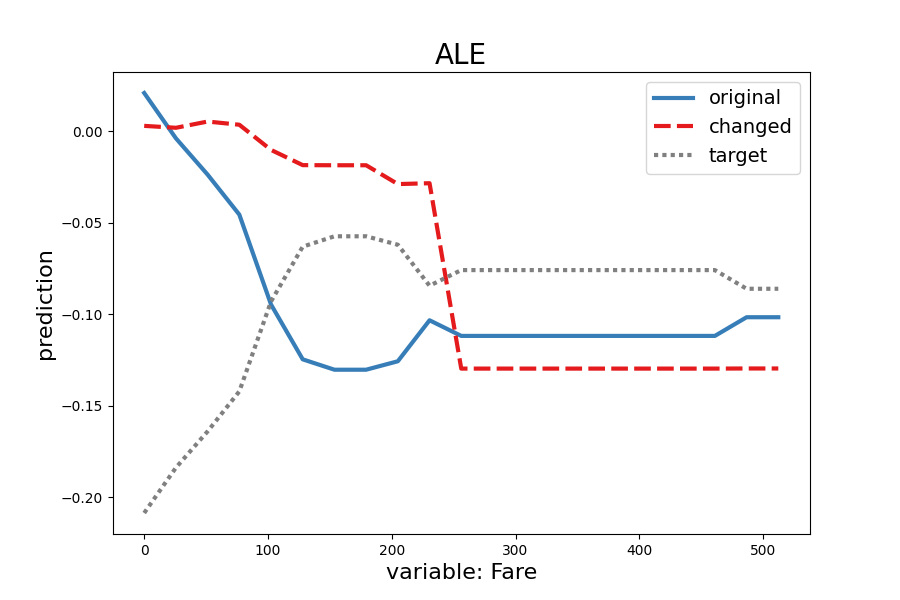 ALE
original
changed
target
prediction
0.00
−0.05
−0.10
−0.15
−0.20
0 100 200 300 400 500
variable: Fare